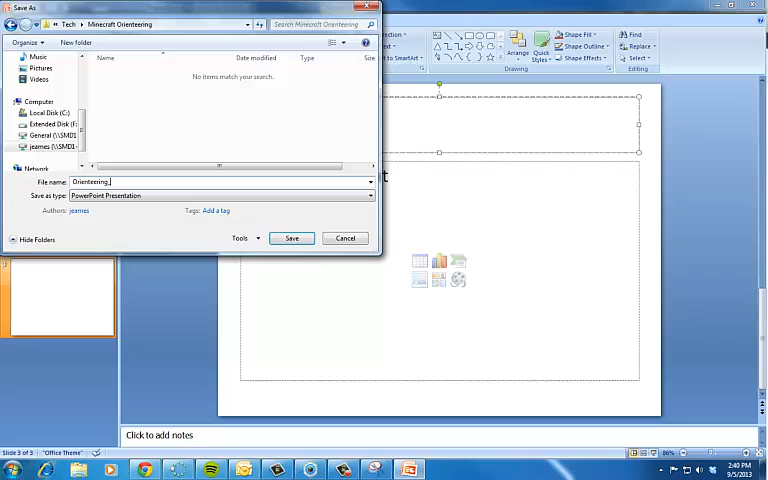 Save As
Tech
Minecraft Orienteering
Search Minecraft Orienteering
Organize
New folder
Music
Pictures
Videos
Computer
Local Disk (C:)
Extended Disk (F:
General (\\SMD1
jeames (\\SMD1-
Network
Name
Date modified
Type
Size
No items match your search.
File name:
Orienteering_
Save as type:
PowerPoint Presentation
Authors:
jeames
Tags:
Add a tag
Hide Folders
Tools
Save
Cancel
SmartArt
Arrange
Quick
Styles
Shape Fill
Shape Outline
Shape Effects
Drawing
Find
Replace
Select
Editing
t
Click to add notes
Slide 3 of 3
"Office Theme"
86%
2:40 PM
9/5/2013